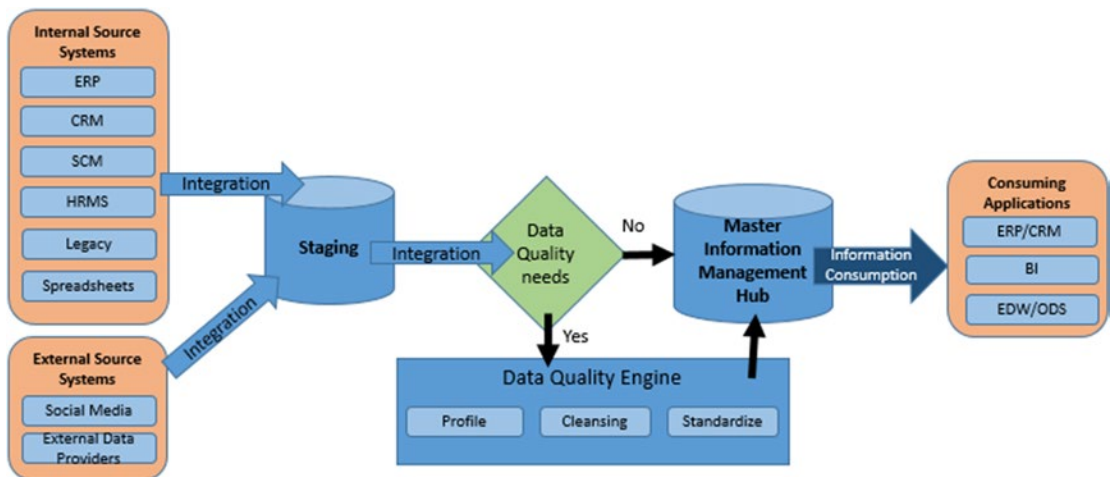 Internal Source
Systems
ERP
CRM
SCM
HRMS
Legacy
Spreadsheets
Integration
External Source
Systems
Social Media
External Data
Providers
Integration
Staging
Integration
Data
Quality
needs
No
Yes
Data Quality Engine
Profile
Cleansing
Standardize
Master
Information
Management
Hub
Information
Consumption
Consuming
Applications
ERP/CRM
BI
EDW/ODS